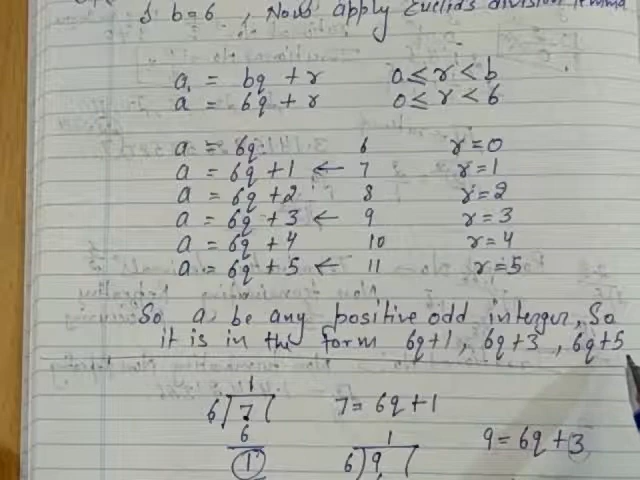 & b=6 , Now apply Euclid's division lemma
a = bq + r 0 ≤ r < b
a = 6q + r 0 ≤ r < 6
a = 6q 6 r=0
a = 6q + 1 ← 7 r=1
a = 6q + 2 8 r=2
a = 6q + 3 ← 9 r=3
a = 6q + 4 10 r=4
a = 6q + 5 ← 11 r=5
So a be any positive odd interger, So
it is in the form 6q+1, 6q+3, 6q+5
1
6)7( 7=6q+1
6
1
1
6)9( 9=6q+3